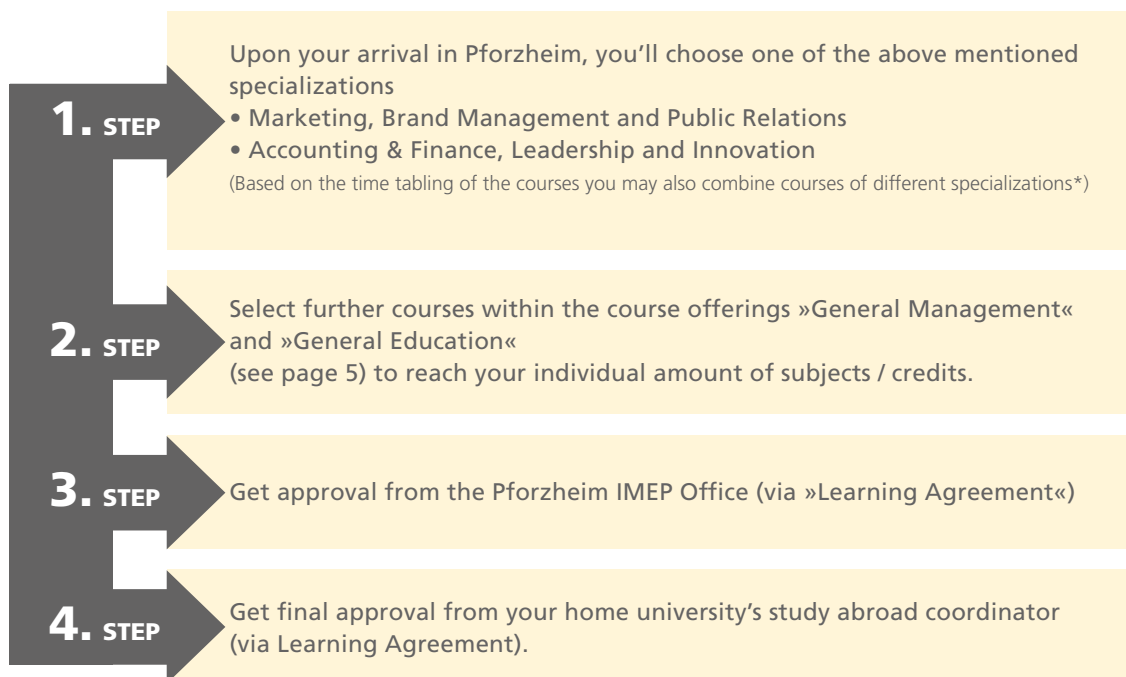 Upon your arrival in Pforzheim, you’ll choose one of the above mentioned
specializations
1. STEP
• Marketing, Brand Management and Public Relations
• Accounting & Finance, Leadership and Innovation
(Based on the time tabling of the courses you may also combine courses of different specializations*)
Select further courses within the course offerings »General Management«
2. STEP
and »General Education«
(see page 5) to reach your individual amount of subjects / credits.
3. STEP
Get approval from the Pforzheim IMEP Office (via »Learning Agreement«)
4. STEP
Get final approval from your home university’s study abroad coordinator
(via Learning Agreement).